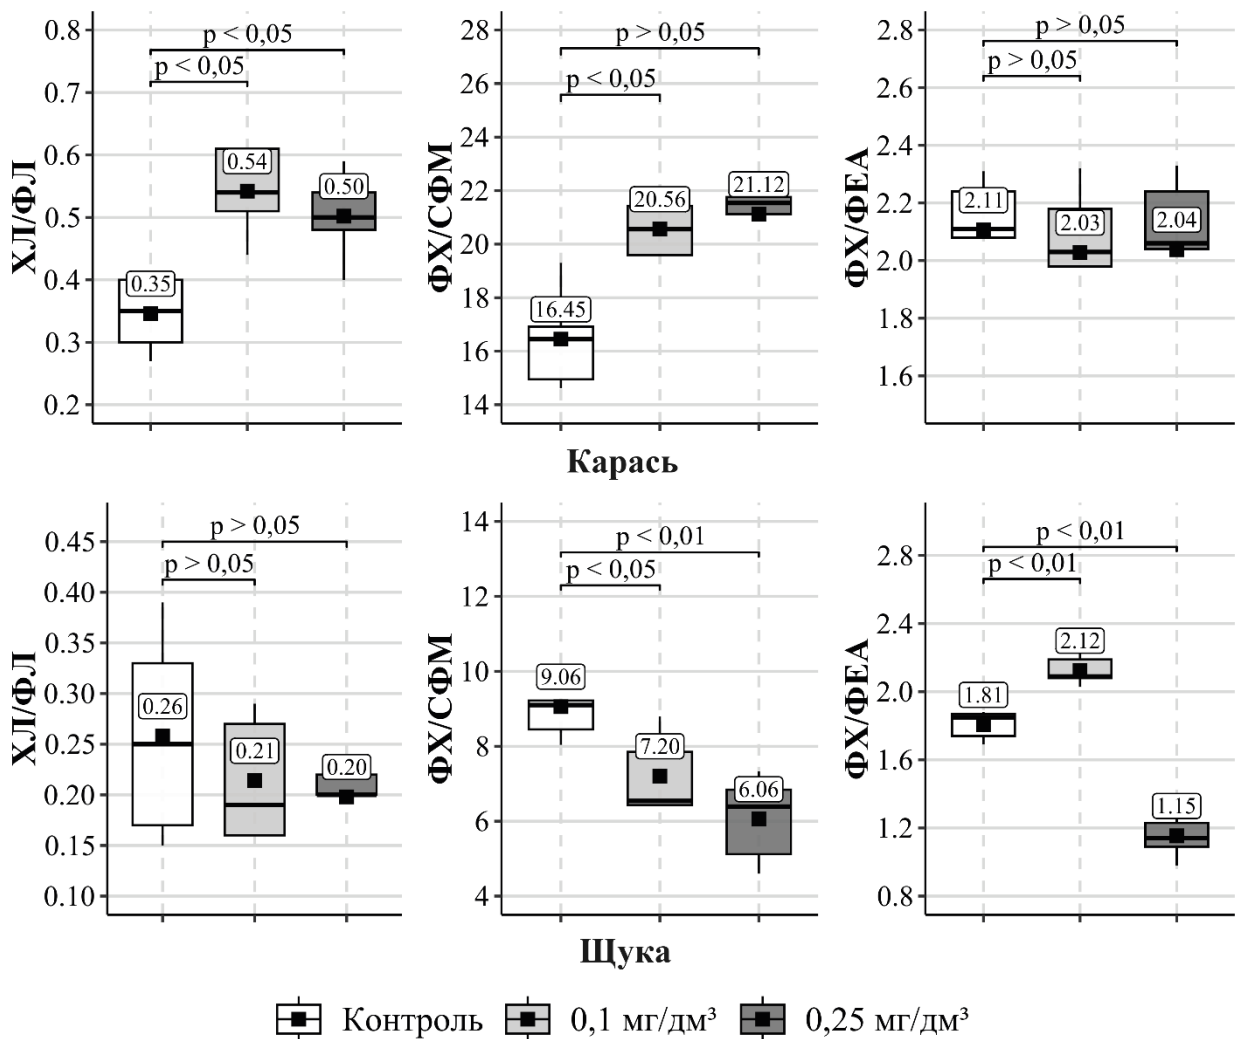 ХЛ/ФЛ
0.8
0.7
0.6
0.5
0.4
0.3
0.2
p < 0,05
p < 0,05
0.35
0.54
0.50
ФХ/СФМ
28
26
24
22
20
18
16
14
p > 0,05
p < 0,05
16.45
20.56
21.12
ФХ/ФЕА
2.8
2.6
2.4
2.2
2.0
1.8
1.6
p > 0,05
p > 0,05
2.11
2.03
2.04
Карась
ХЛ/ФЛ
0.45
0.40
0.35
0.30
0.25
0.20
0.15
0.10
p > 0,05
p > 0,05
0.26
0.21
0.20
ФХ/СФМ
14
12
10
8
6
4
p < 0,01
p < 0,05
9.06
7.20
6.06
ФХ/ФЕА
2.8
2.4
2.0
1.6
1.2
0.8
p < 0,01
p < 0,01
1.81
2.12
1.15
Щука
Контроль 0,1 мг/дм³ 0,25 мг/дм³